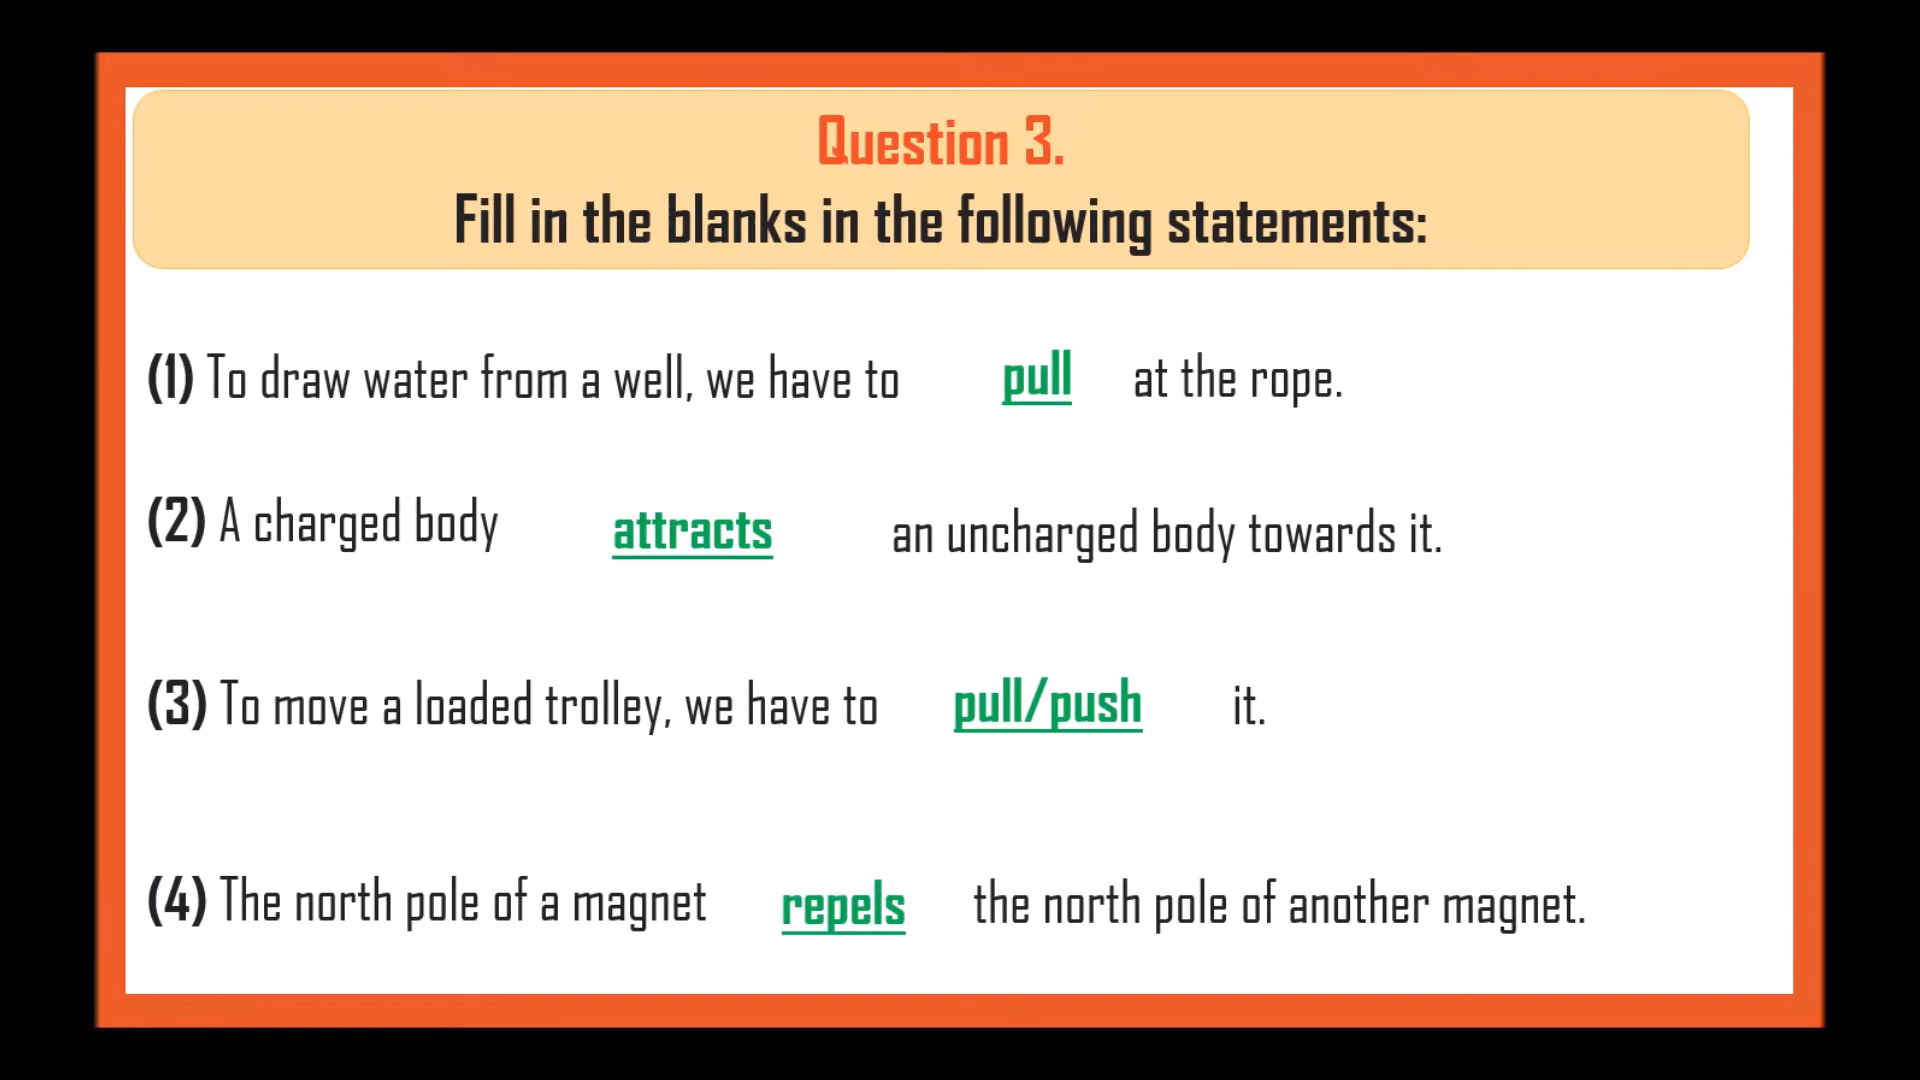 Question 3.
Fill in the blanks in the following statements:
(1) To draw water from a well, we have to pull at the rope.
(2) A charged body attracts an uncharged body towards it.
(3) To move a loaded trolley, we have to pull/push it.
(4) The north pole of a magnet repels the north pole of another magnet.